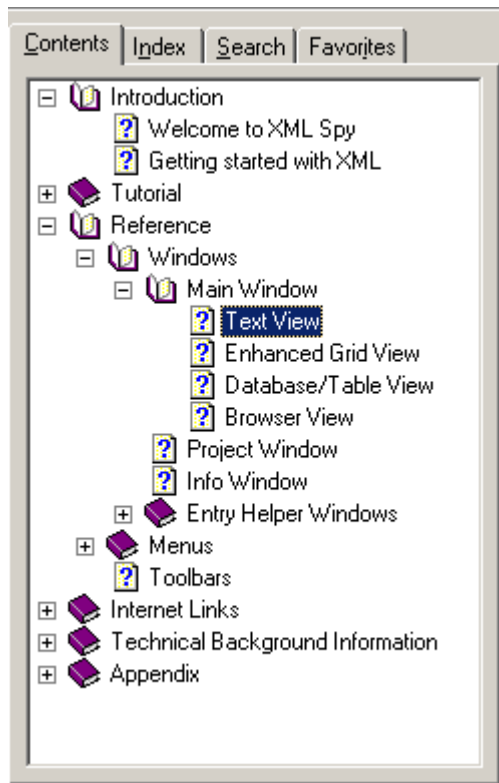 Contents Index Search Favorites
Introduction
Welcome to XML Spy
Getting started with XML
Tutorial
Reference
Windows
Main Window
Text View
Enhanced Grid View
Database/Table View
Browser View
Project Window
Info Window
Entry Helper Windows
Menus
Toolbars
Internet Links
Technical Background Information
Appendix